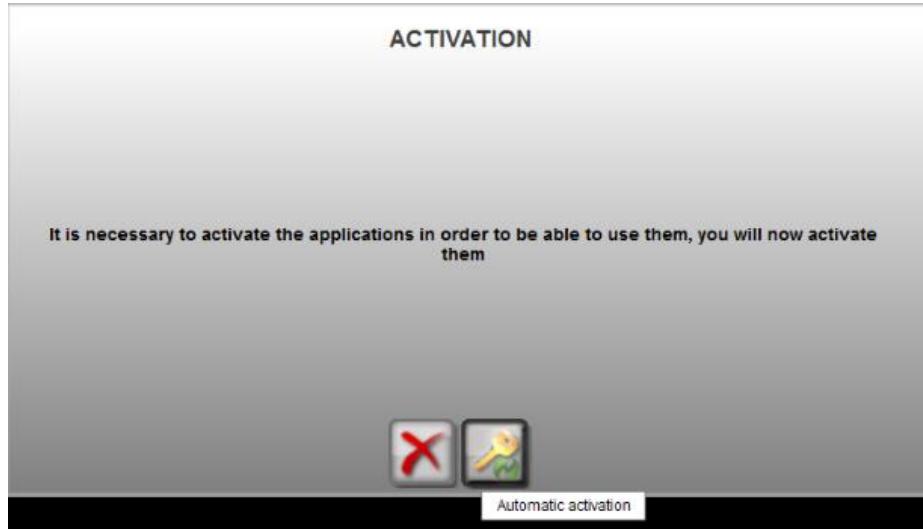 ACTIVATION
It is necessary to activate the applications in order to be able to use them, you will now activate
them
Automatic activation